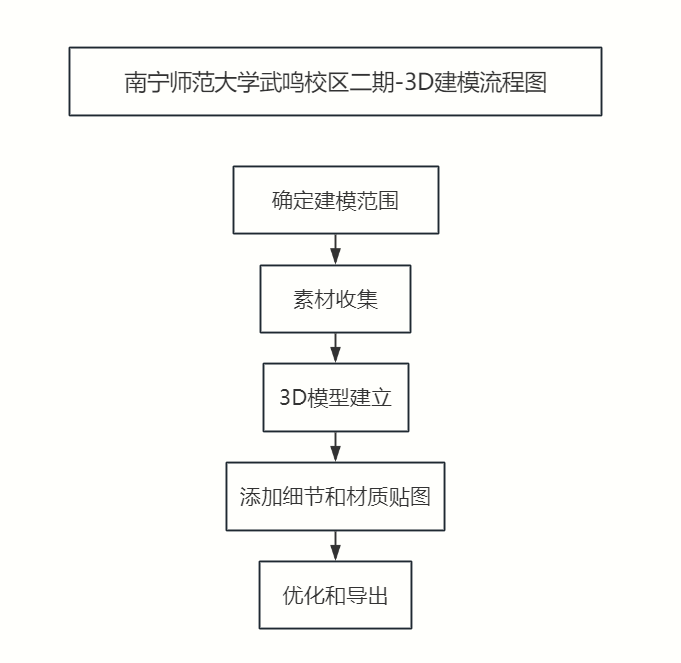 南宁师范大学武鸣校区二期-3D建模流程图
确定建模范围
素材收集
3D模型建立
添加细节和材质贴图
优化和导出